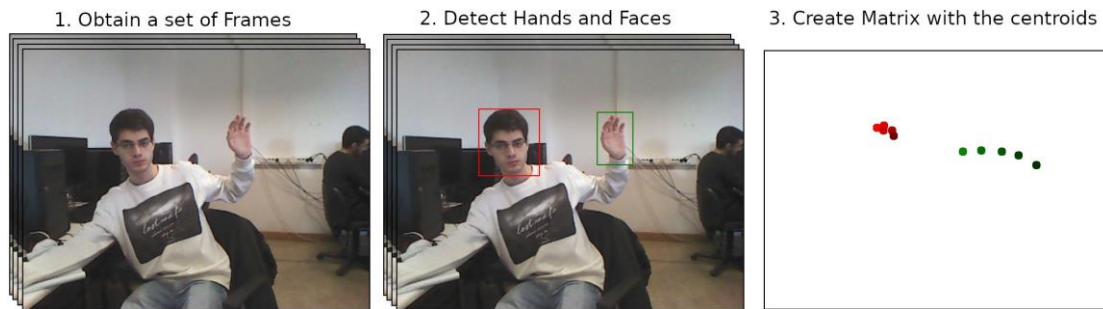 1. Obtain a set of Frames
2. Detect Hands and Faces
3. Create Matrix with the centroids